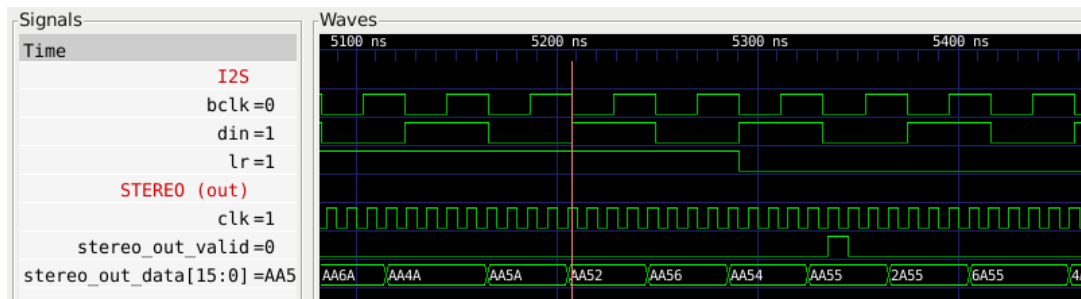 Signals
Waves
Time
5100 ns 5200 ns 5300 ns 5400 ns
I2S
bclk=0
din=1
lr=1
STEREO (out)
clk=1
stereo_out_valid=0
stereo_out_data[15:0]=AA5
AA6A AA4A AA5A AA52 AA56 AA54 AA55 2A55 6A55 4